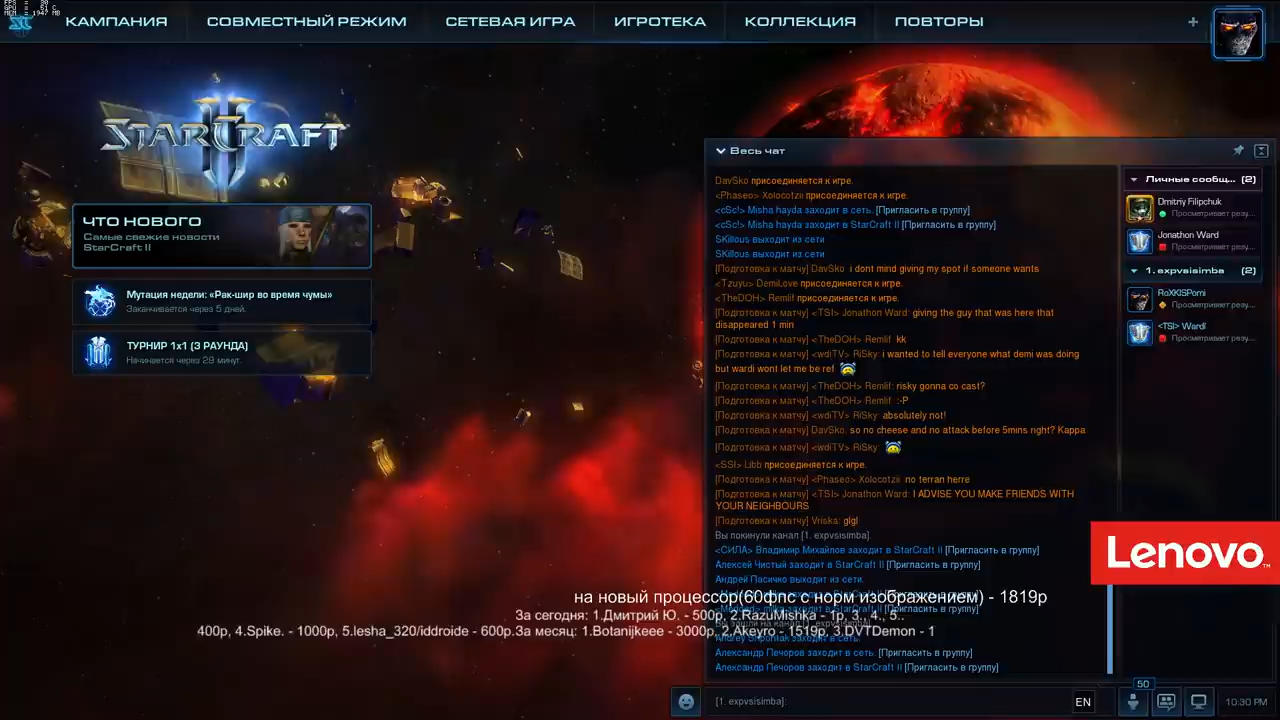 КАМПАНИЯ
СОВМЕСТНЫЙ РЕЖИМ
СЕТЕВАЯ ИГРА
ИГРОТЕКА
КОЛЛЕКЦИЯ
ПОВТОРЫ
STARCRAFT II
ЧТО НОВОГО
Самые свежие новости
StarCraft II
Мутация недели: «Рак-шир во время чумы»
Заканчивается через 5 дней.
ТУРНИР 1x1 (3 РАУНДА)
Начинается через 29 минут.
Весь чат
DavSko присоединяется к игре.
<Phaseo> Xolocotzii присоединяется к игре.
<cSc!> Misha hayda заходит в сеть. [Пригласить в группу]
<cSc!> Misha hayda заходит в StarCraft II [Пригласить в группу]
SKillous выходит из сети
SKillous выходит из сети
[Подготовка к матчу] DavSko: i dont mind giving my spot if someone wants
<Tzuyu> DemiLove присоединяется к игре.
<TheDOH> Remlif присоединяется к игре.
[Подготовка к матчу] <TSI> Jonathon Ward: giving the guy that was here that
disappeared 1 min
[Подготовка к матчу] <TheDOH> Remlif: kk
[Подготовка к матчу] <wdiTV> RiSky: i wanted to tell everyone what demi was doing
but wardi wont let me be ref
[Подготовка к матчу] <TheDOH> Remlif: risky gonna co cast?
[Подготовка к матчу] <TheDOH> Remlif: :-P
[Подготовка к матчу] <wdiTV> RiSky: absolutely not!
[Подготовка к матчу] DavSko: so no cheese and no attack before 5mins right? Kappa
[Подготовка к матчу] <wdiTV> RiSky:
<SSI> Libb присоединяется к игре.
[Подготовка к матчу] <Phaseo> Xolocotzii: no terran herre
[Подготовка к матчу] <TSI> Jonathon Ward: I ADVISE YOU MAKE FRIENDS WITH
YOUR NEIGHBOURS
[Подготовка к матчу] Vriska: glgl
Вы покинули канал [1. expvsisimba].
<СИЛА> Владимир Михайлов заходит в StarCraft II [Пригласить в группу]
Алексей Чистый заходит в StarCraft II [Пригласить в группу]
Андрей Пасичко выходит из сети.
на новый процессор(60фпс с норм изображением) - 1819р
За сегодня: 1.Дмитрий Ю. - 500р, 2.RazuMishka - 1р, 3., 4., 5..
400р, 4.Spike. - 1000р, 5.lesha_320/iddroide - 600р.За месяц: 1.Botanijkeee - 3000р, 2.Akeyro - 1519р, 3.DVTDemon - 1
Александр Печоров заходит в сеть. [Пригласить в группу]
Александр Печоров заходит в StarCraft II [Пригласить в группу]
[1. expvsisimba]:
EN
Личные сообщ... (2)
Dmitriy Filipchuk
Просматривает резу...
Jonathon Ward
Просматривает резу...
1. expvsisimba (2)
RoXKISPomi
Просматривает резу...
<TSI> Wardi
Просматривает резу...
Lenovo
50
10:30 PM